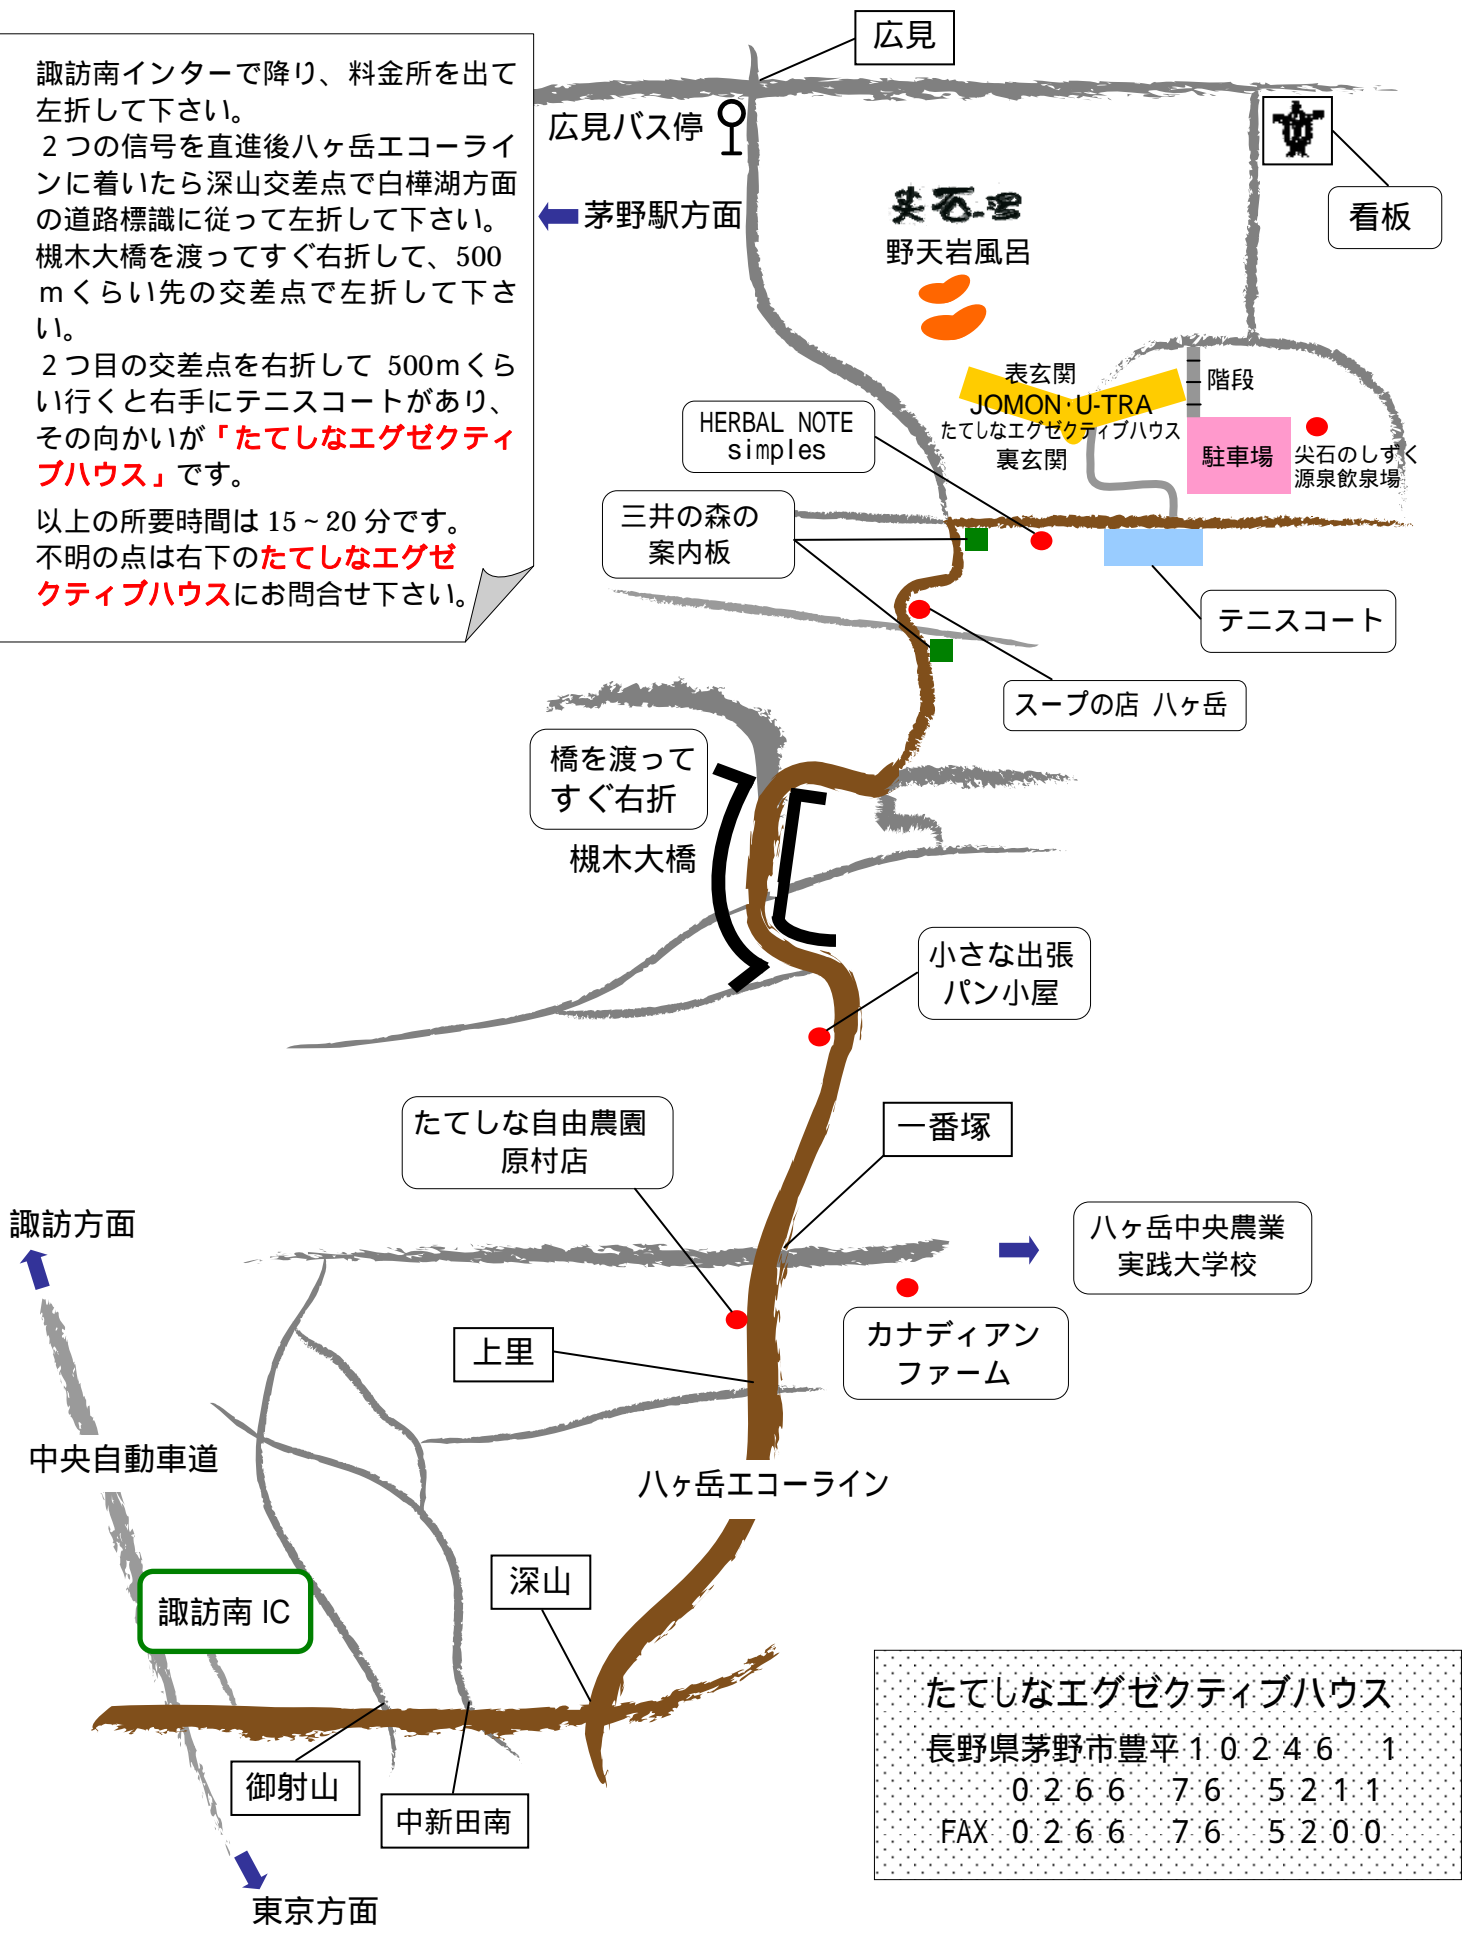 諏訪南インターで降り、料金所を出て
左折して下さい。
２つの信号を直進後八ヶ岳エコーライ
ンに着いたら深山交差点で白樺湖方面
の道路標識に従って左折して下さい。
槻木大橋を渡ってすぐ右折して、500
ｍくらい先の交差点で左折して下さ
い。
２つ目の交差点を右折して 500ｍくら
い行くと右手にテニスコートがあり、
その向かいが「たてしなエグゼクティ
ブハウス」です。
以上の所要時間は 15～20 分です。
不明の点は右下のたてしなエグゼ
クティブハウスにお問合せ下さい。
広見
広見バス停
茅野駅方面
看板
尖石の湯
野天岩風呂
表玄関
JOMON･U-TRA
たてしなエグゼクティブハウス
裏玄関
階段
駐車場
尖石のしずく
源泉飲泉場
HERBAL NOTE
simples
三井の森の
案内板
テニスコート
スープの店 八ヶ岳
橋を渡って
すぐ右折
槻木大橋
小さな出張
パン小屋
たてしな自由農園
原村店
一番塚
諏訪方面
八ヶ岳中央農業
実践大学校
カナディアン
ファーム
上里
中央自動車道
八ヶ岳エコーライン
深山
諏訪南 IC
御射山
中新田南
東京方面
たてしなエグゼクティブハウス
長野県茅野市豊平１０２４６　１
０２６６　７６　５２１１
FAX ０２６６　７６　５２００